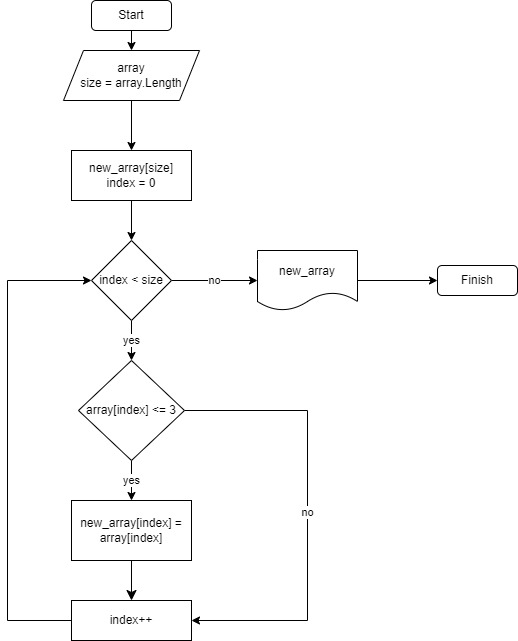 Start
array
size = array.Length
new_array[size]
index = 0
index < size
no
new_array
Finish
yes
array[index] <= 3
yes
no
new_array[index] =
array[index]
index++